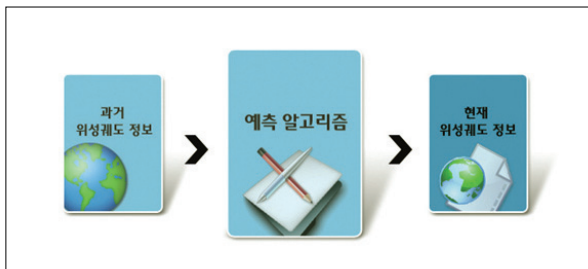 과거
위성궤도 정보
예측 알고리즘
현재
위성궤도 정보